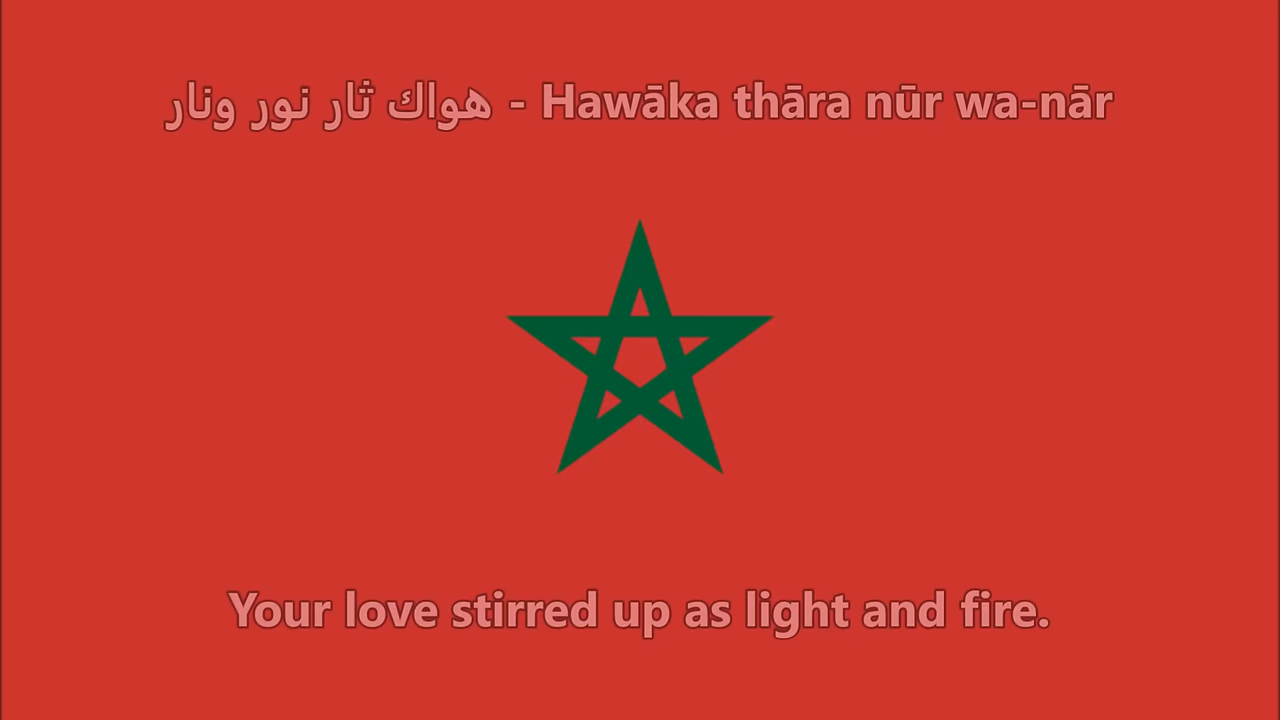 هواك ثار نور ونار - Hawāka thāra nūr wa-nār
Your love stirred up as light and fire.